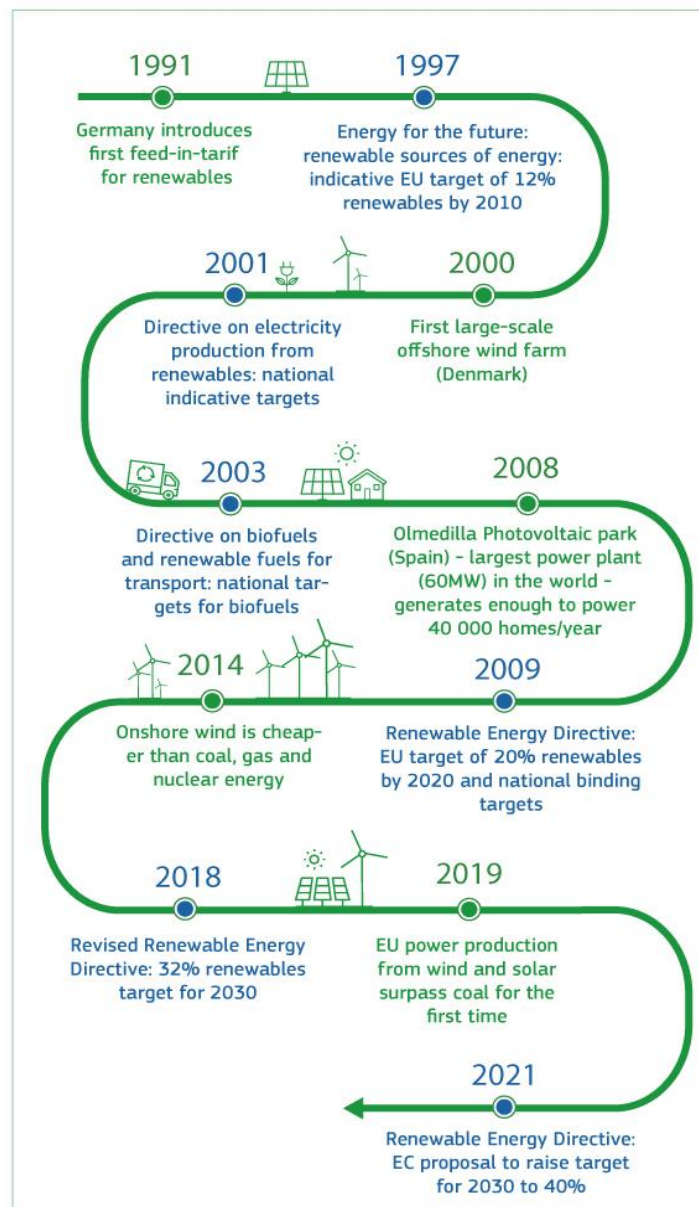 1991
Germany introduces
first feed-in-tarif
for renewables
1997
Energy for the future:
renewable sources of energy:
indicative EU target of 12%
renewables by 2010
2000
First large-scale
offshore wind farm
(Denmark)
2001
Directive on electricity
production from
renewables: national
indicative targets
2003
Directive on biofuels
and renewable fuels for
transport: national tar-
gets for biofuels
2008
Olmedilla Photovoltaic park
(Spain) - largest power plant
(60MW) in the world -
generates enough to power
40 000 homes/year
2009
Renewable Energy Directive:
EU target of 20% renewables
by 2020 and national binding
targets
2014
Onshore wind is cheap-
er than coal, gas and
nuclear energy
2018
Revised Renewable Energy
Directive: 32% renewables
target for 2030
2019
EU power production
from wind and solar
surpass coal for the
first time
2021
Renewable Energy Directive:
EC proposal to raise target
for 2030 to 40%